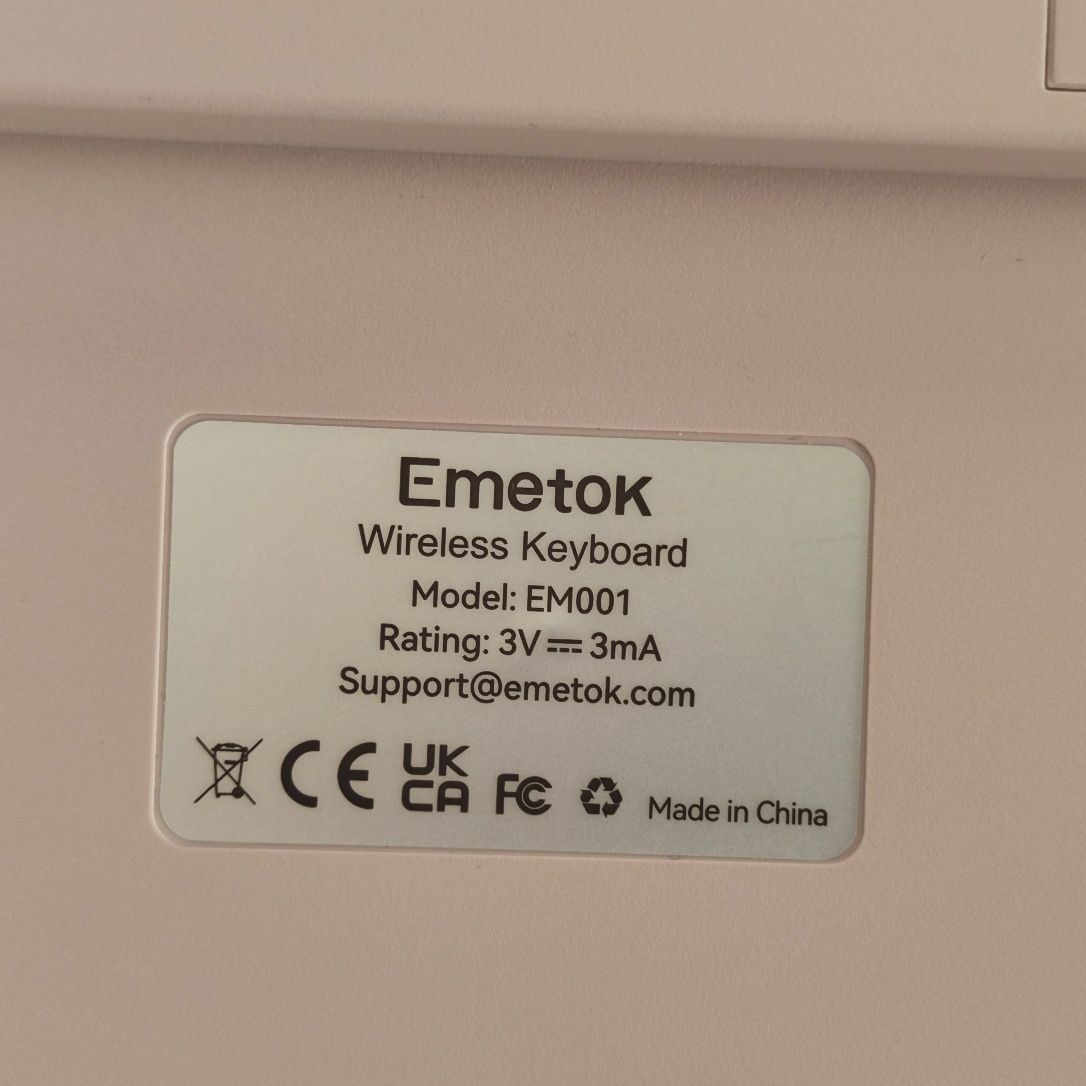 Emetok
Wireless Keyboard
Model: EM001
Rating: 3V⎓3mA
Support@emetok.com
CE UK CA FC Made in China